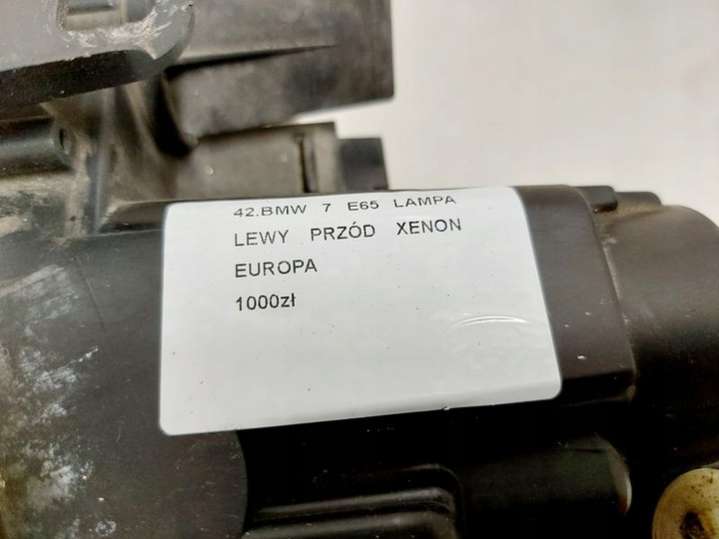 42.BMW 7 E65 LAMPA
LEWY PRZÓD XENON
EUROPA
1000zł